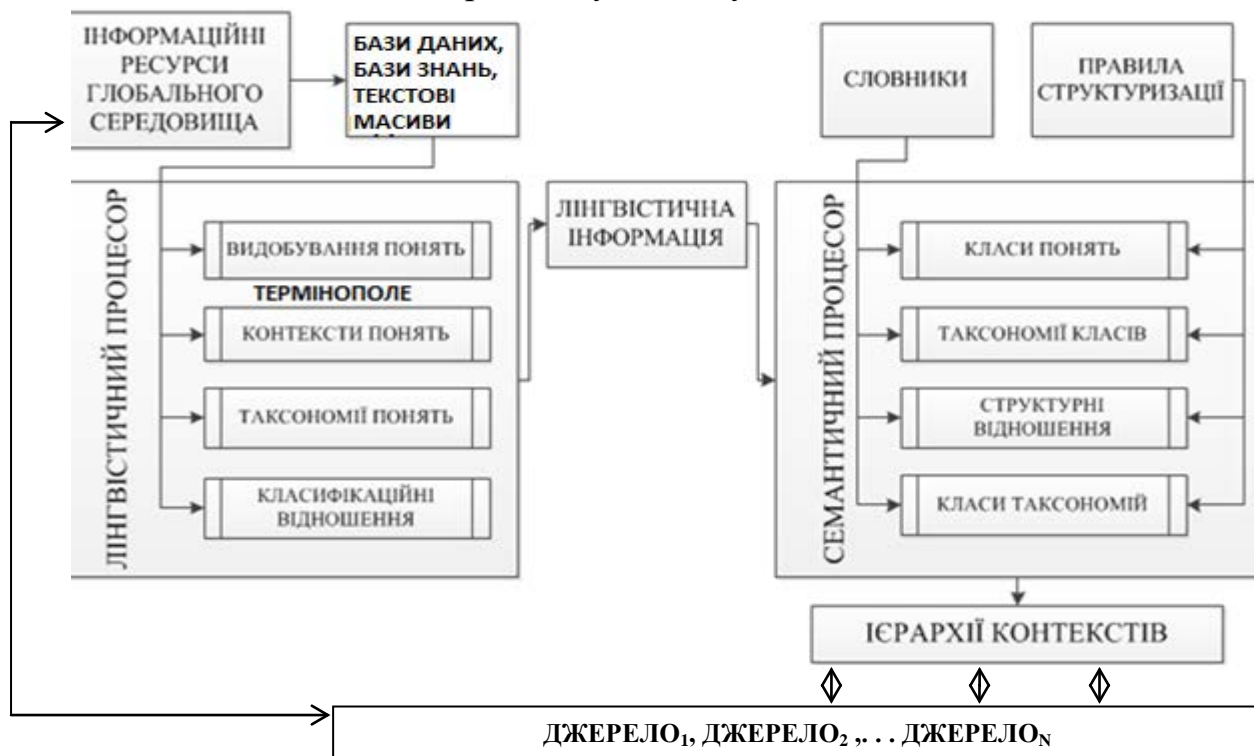 ІНФОРМАЦІЙНІ
РЕСУРСИ
ГЛОБАЛЬНОГО
СЕРЕДОВИЩА
БАЗИ ДАНИХ,
БАЗИ ЗНАНЬ,
ТЕКСТОВІ
МАСИВИ
СЛОВНИКИ
ПРАВИЛА
СТРУКТУРИЗАЦІЇ
ЛІНГВІСТИЧНИЙ ПРОЦЕСОР
ВИДОБУВАННЯ ПОНЯТЬ
ТЕРМІНОПОЛЕ
КОНТЕКСТИ ПОНЯТЬ
ТАКСОНОМІЇ ПОНЯТЬ
КЛАСИФІКАЦІЙНІ
ВІДНОШЕННЯ
ЛІНГВІСТИЧНА
ІНФОРМАЦІЯ
СЕМАНТИЧНИЙ ПРОЦЕСОР
КЛАСИ ПОНЯТЬ
ТАКСОНОМІЇ КЛАСІВ
СТРУКТУРНІ
ВІДНОШЕННЯ
КЛАСИ ТАКСОНОМІЙ
ІЄРАРХІЇ КОНТЕКСТІВ
ДЖЕРЕЛО1, ДЖЕРЕЛО2 ,. . . ДЖЕРЕЛОN